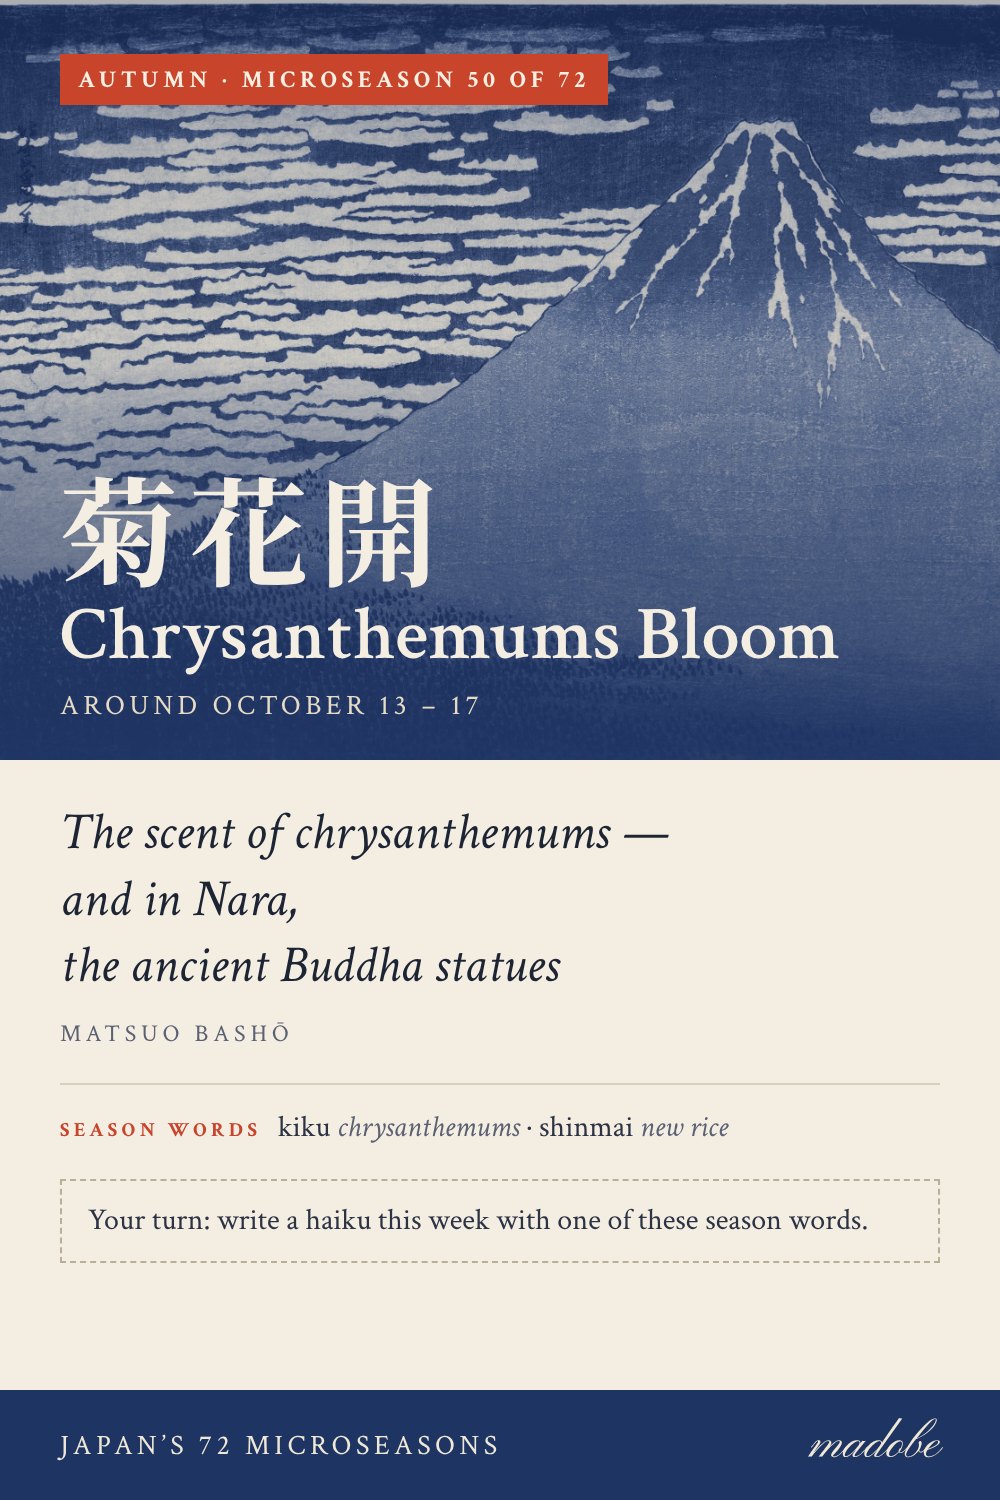 AUTUMN · MICROSEASON 50 OF 72
菊花開
Chrysanthemums Bloom
AROUND OCTOBER 13 – 17
The scent of chrysanthemums —
and in Nara,
the ancient Buddha statues
MATSUO BASHŌ
SEASON WORDS kiku chrysanthemums · shinmai new rice
Your turn: write a haiku this week with one of these season words.
JAPAN’S 72 MICROSEASONS
madobe